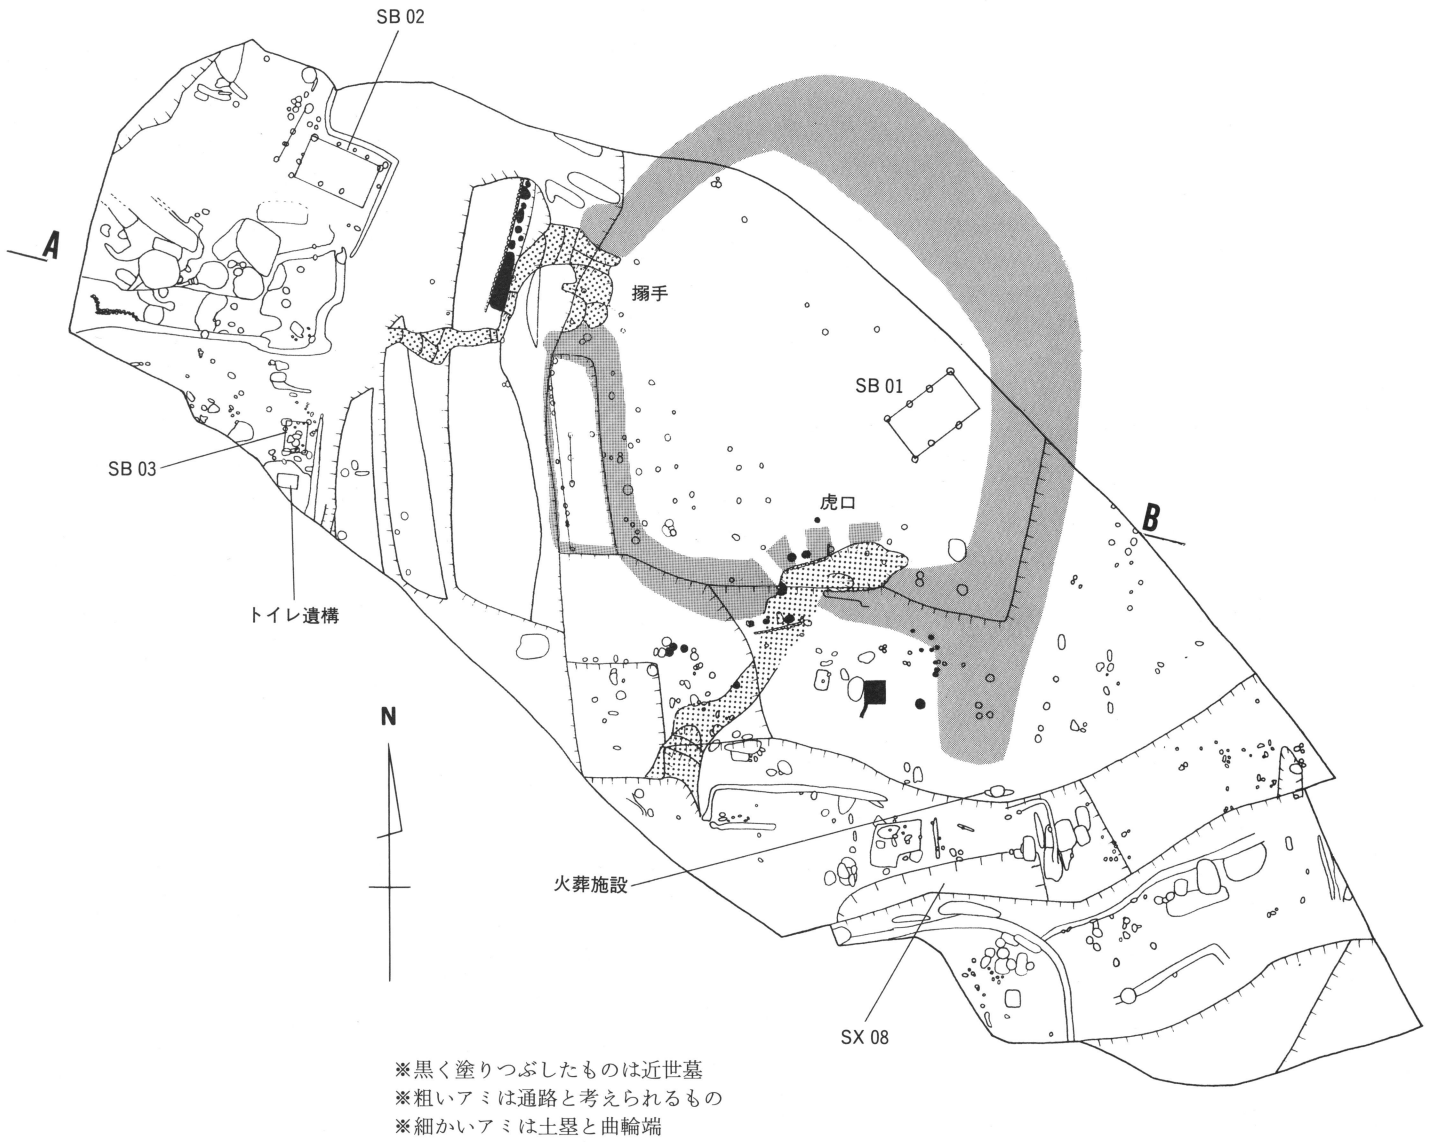 SB 02
A
搦手
SB 01
虎口
SB 03
B
トイレ遺構
N
火葬施設
SX 08
※黒く塗りつぶしたものは近世墓
※粗いアミは通路と考えられるもの
※細かいアミは土塁と曲輪端